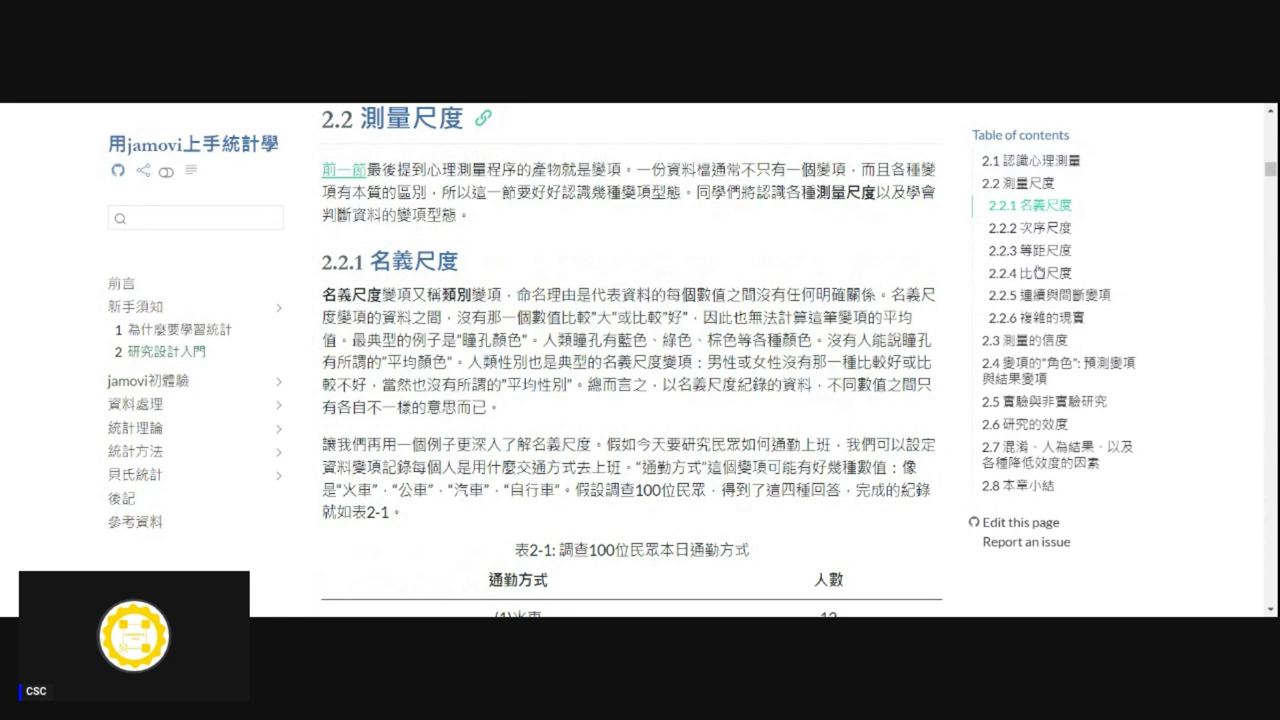 用jamovi上手統計學
前言
新手須知
1 為什麼要學習統計
2 研究設計入門
jamovi初體驗
資料處理
統計理論
統計方法
貝氏統計
後記
參考資料
2.2 測量尺度
前一節最後提到心理測量程序的產物就是變項。一份資料檔通常不只有一個變項，而且各種變
項有本質的區別，所以這一節要好好認識幾種變項型態。同學們將認識各種測量尺度以及學會
判斷資料的變項型態。
2.2.1 名義尺度
名義尺度變項又稱類別變項，命名理由是代表資料的每個數值之間沒有任何明確關係。名義尺
度變項的資料之間，沒有那一個數值比較"大"或比較"好"，因此也無法計算這筆變項的平均
值。最典型的例子是"瞳孔顏色"。人類瞳孔有藍色、綠色、棕色等各種顏色。沒有人能說瞳孔
有所謂的"平均顏色"。人類性別也是典型的名義尺度變項：男性或女性沒有那一種比較好或比
較不好，當然也沒有所謂的"平均性別"。總而言之，以名義尺度紀錄的資料，不同數值之間只
有各自不一樣的意思而已。
讓我們再用一個例子更深入了解名義尺度。假如今天要研究民眾如何通勤上班，我們可以設定
資料變項記錄每個人是用什麼交通方式去上班。“通勤方式”這個變項可能有好幾種數值：像
是“火車”，“公車”，“汽車”，“自行車”。假設調查100位民眾，得到了這四種回答，完成的紀錄
就如表2-1。
表2-1: 調查100位民眾本日通勤方式
通勤方式 人數
(1)火車 12
Table of contents
2.1 認識心理測量
2.2 測量尺度
2.2.1 名義尺度
2.2.2 次序尺度
2.2.3 等距尺度
2.2.4 比例尺度
2.2.5 連續與間斷變項
2.2.6 複雜的現實
2.3 測量的信度
2.4 變項的"角色": 預測變項
與結果變項
2.5 實驗與非實驗研究
2.6 研究的效度
2.7 混淆、人為結果、以及
各種降低效度的因素
2.8 本章小結
Edit this page
Report an issue
CSC